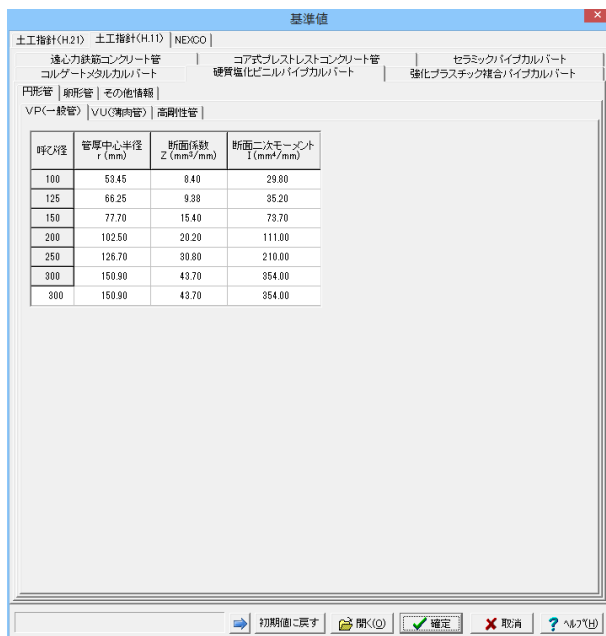 基準値
土工指針(H.21) 土工指針(H.11) NEXCO
遠心力鉄筋コンクリート管 コア式プレストレストコンクリート管 セラミックパイプカルバート
コルゲートメタルカルバート 硬質塩化ビニルパイプカルバート 強化プラスチック複合パイプカルバート
円形管 卵形管 その他情報
VP(一般管) VU(薄肉管) 高剛性管
呼び径 管厚中心半径 r (mm) 断面係数 Z (mm³/mm) 断面二次モーメント I (mm⁴/mm)
100 53.45 8.40 29.80
125 66.25 9.38 35.20
150 77.70 15.40 73.70
200 102.50 20.20 111.00
250 126.70 30.80 210.00
300 150.90 43.70 354.00
300 150.90 43.70 354.00
初期値に戻す 開く(O) 確定 取消 ヘルプ(H)